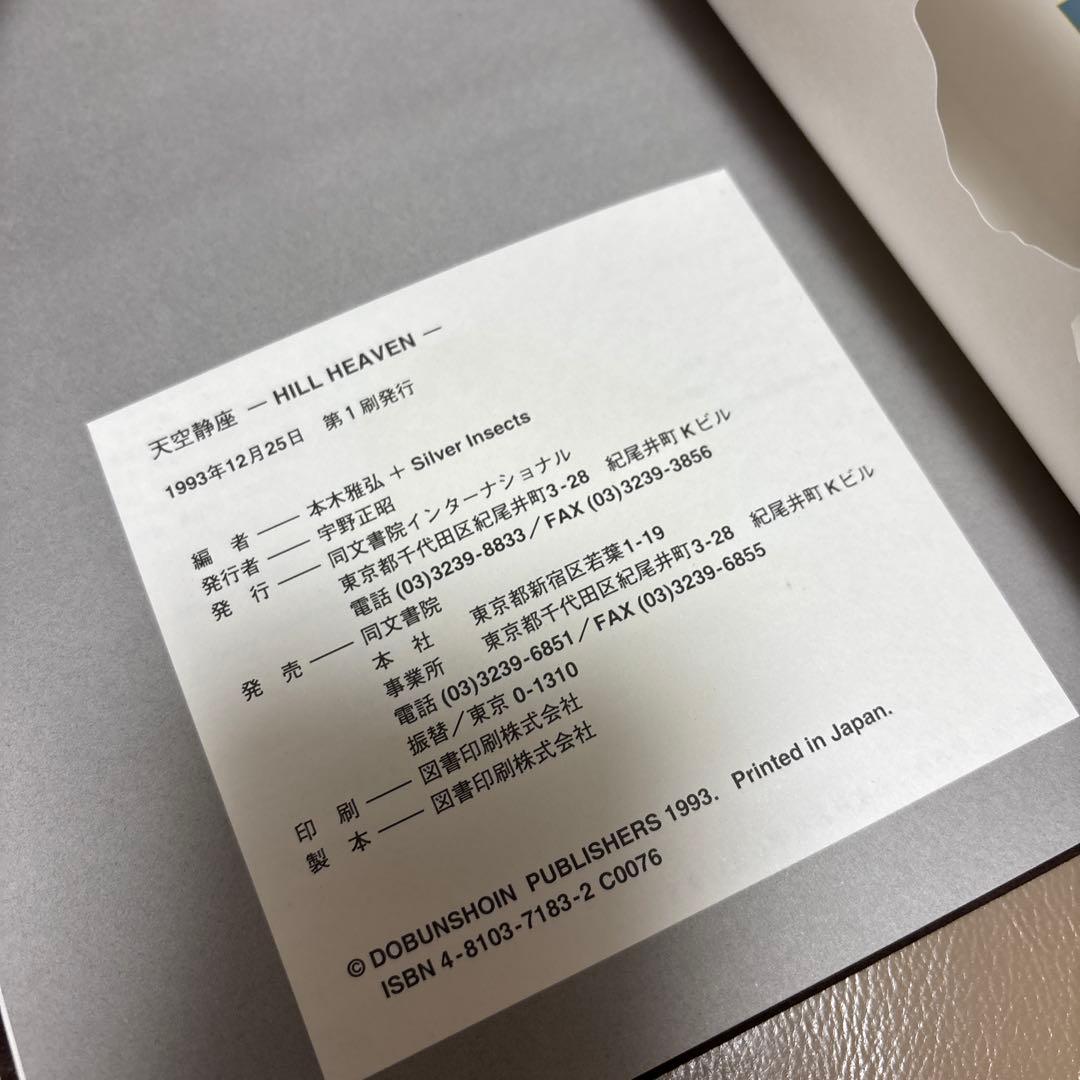 天空静座 — HILL HEAVEN —
1993年12月25日 第1刷発行
編 者 —— 本木雅弘 + Silver Insects
発行者 —— 宇野正昭
発 行 —— 同文書院インターナショナル
東京都千代田区紀尾井町3-28 紀尾井町Kビル
電話 (03)3239-8833/FAX (03)3239-3856
発 売 —— 同文書院
本 社 東京都新宿区若葉1-19
事業所 東京都千代田区紀尾井町3-28 紀尾井町Kビル
電話 (03)3239-6851/FAX (03)3239-6855
振替/東京 0-1310
印 刷 —— 図書印刷株式会社
製 本 —— 図書印刷株式会社
© DOBUNSHOIN PUBLISHERS 1993. Printed in Japan.
ISBN 4-8103-7183-2 C0076